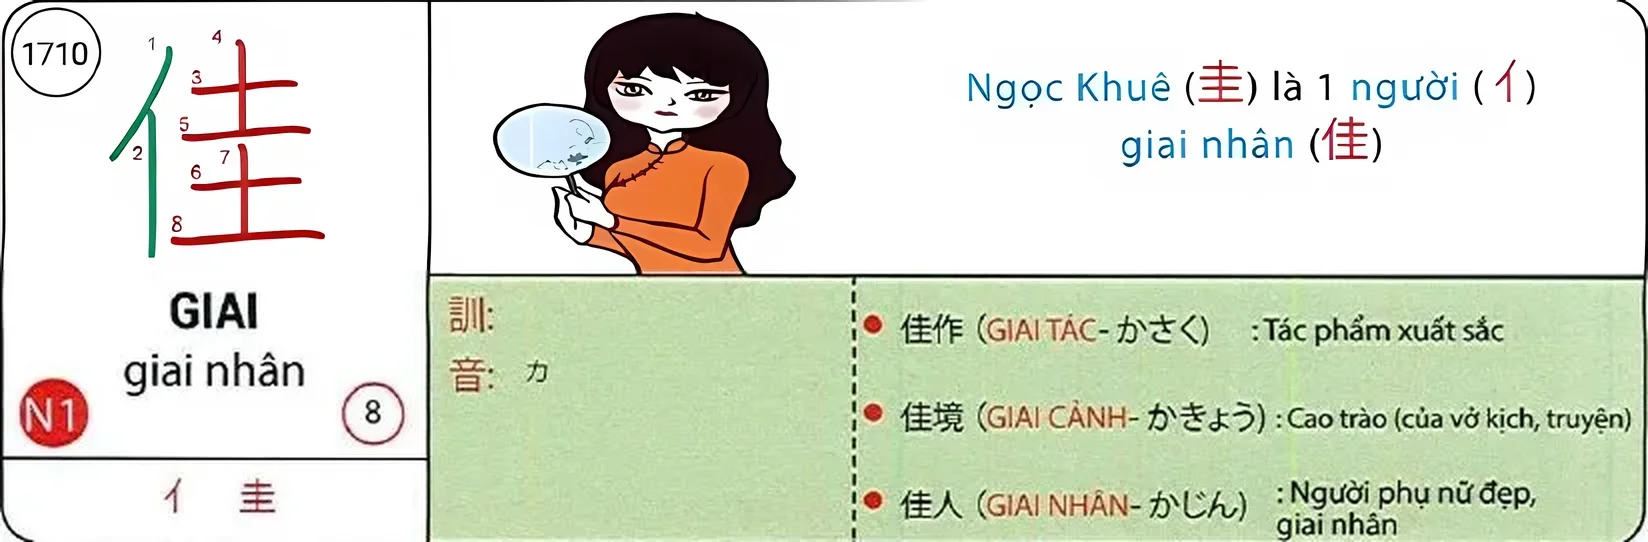 1710
1 2 3 4 5 6 7 8
佳
GIAI
giai nhân
N1
8
亻 圭
Ngọc Khuê (圭) là 1 người (亻)
giai nhân (佳)
訓:
音: カ
佳作 (GIAI TÁC- かさく) : Tác phẩm xuất sắc
佳境 (GIAI CẢNH- かきょう) : Cao trào (của vở kịch, truyện)
佳人 (GIAI NHÂN- かじん) : Người phụ nữ đẹp,
giai nhân